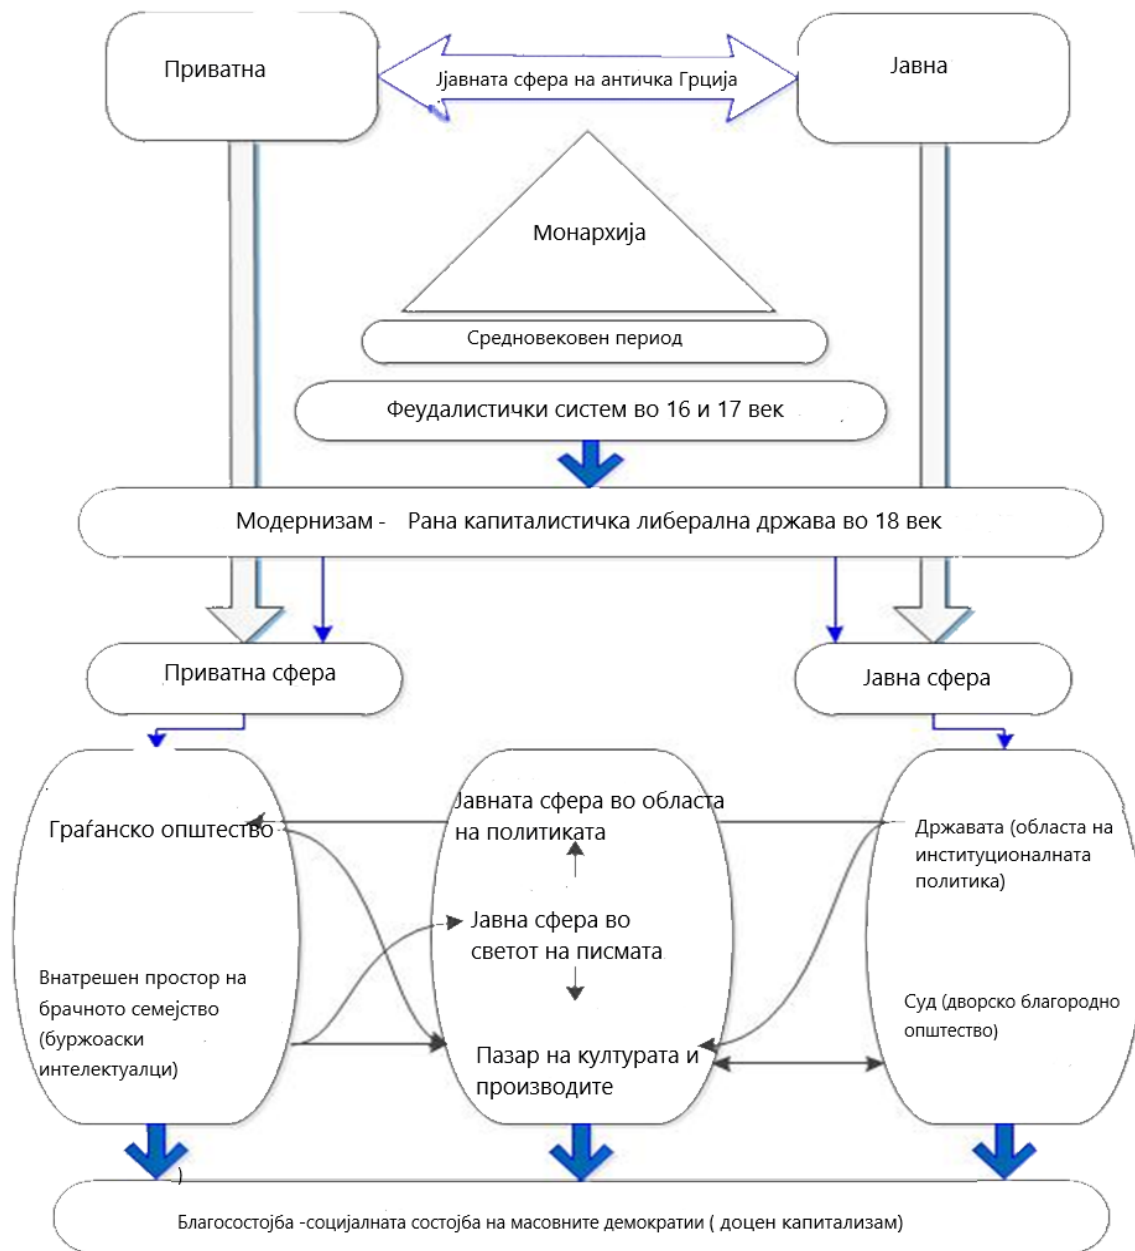 Приватна
Јјавната сфера на античка Грција
Јавна
Монархија
Средновековен период
Феудалистички систем во 16 и 17 век
Модернизам - Рана капиталистичка либерална држава во 18 век
Приватна сфера
Јавна сфера
Граѓанско општество
Внатрешен простор на
брачното семејство
(буржоаски
интелектуалци)
Јавната сфера во областа
на политиката
Јавна сфера во
светот на писмата
Пазар на културата и
производите
Државата (областа на
институционалната
политика)
Суд (дворско благородно
општество)
)
Благосостојба -социјалната состојба на масовните демократии ( доцен капитализам)